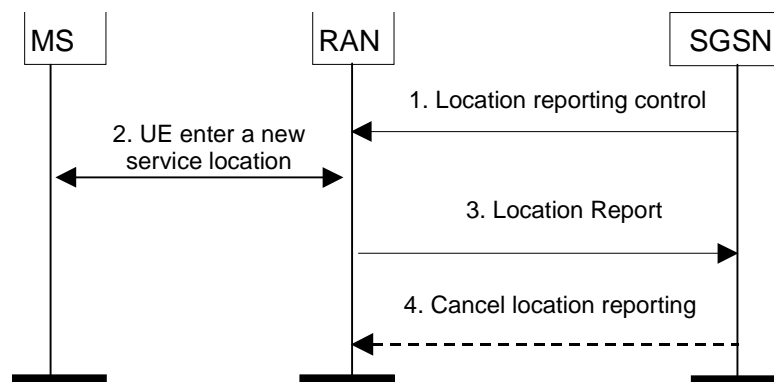 MS
RAN
SGSN
1. Location reporting control
2. UE enter a new
service location
3. Location Report
4. Cancel location reporting